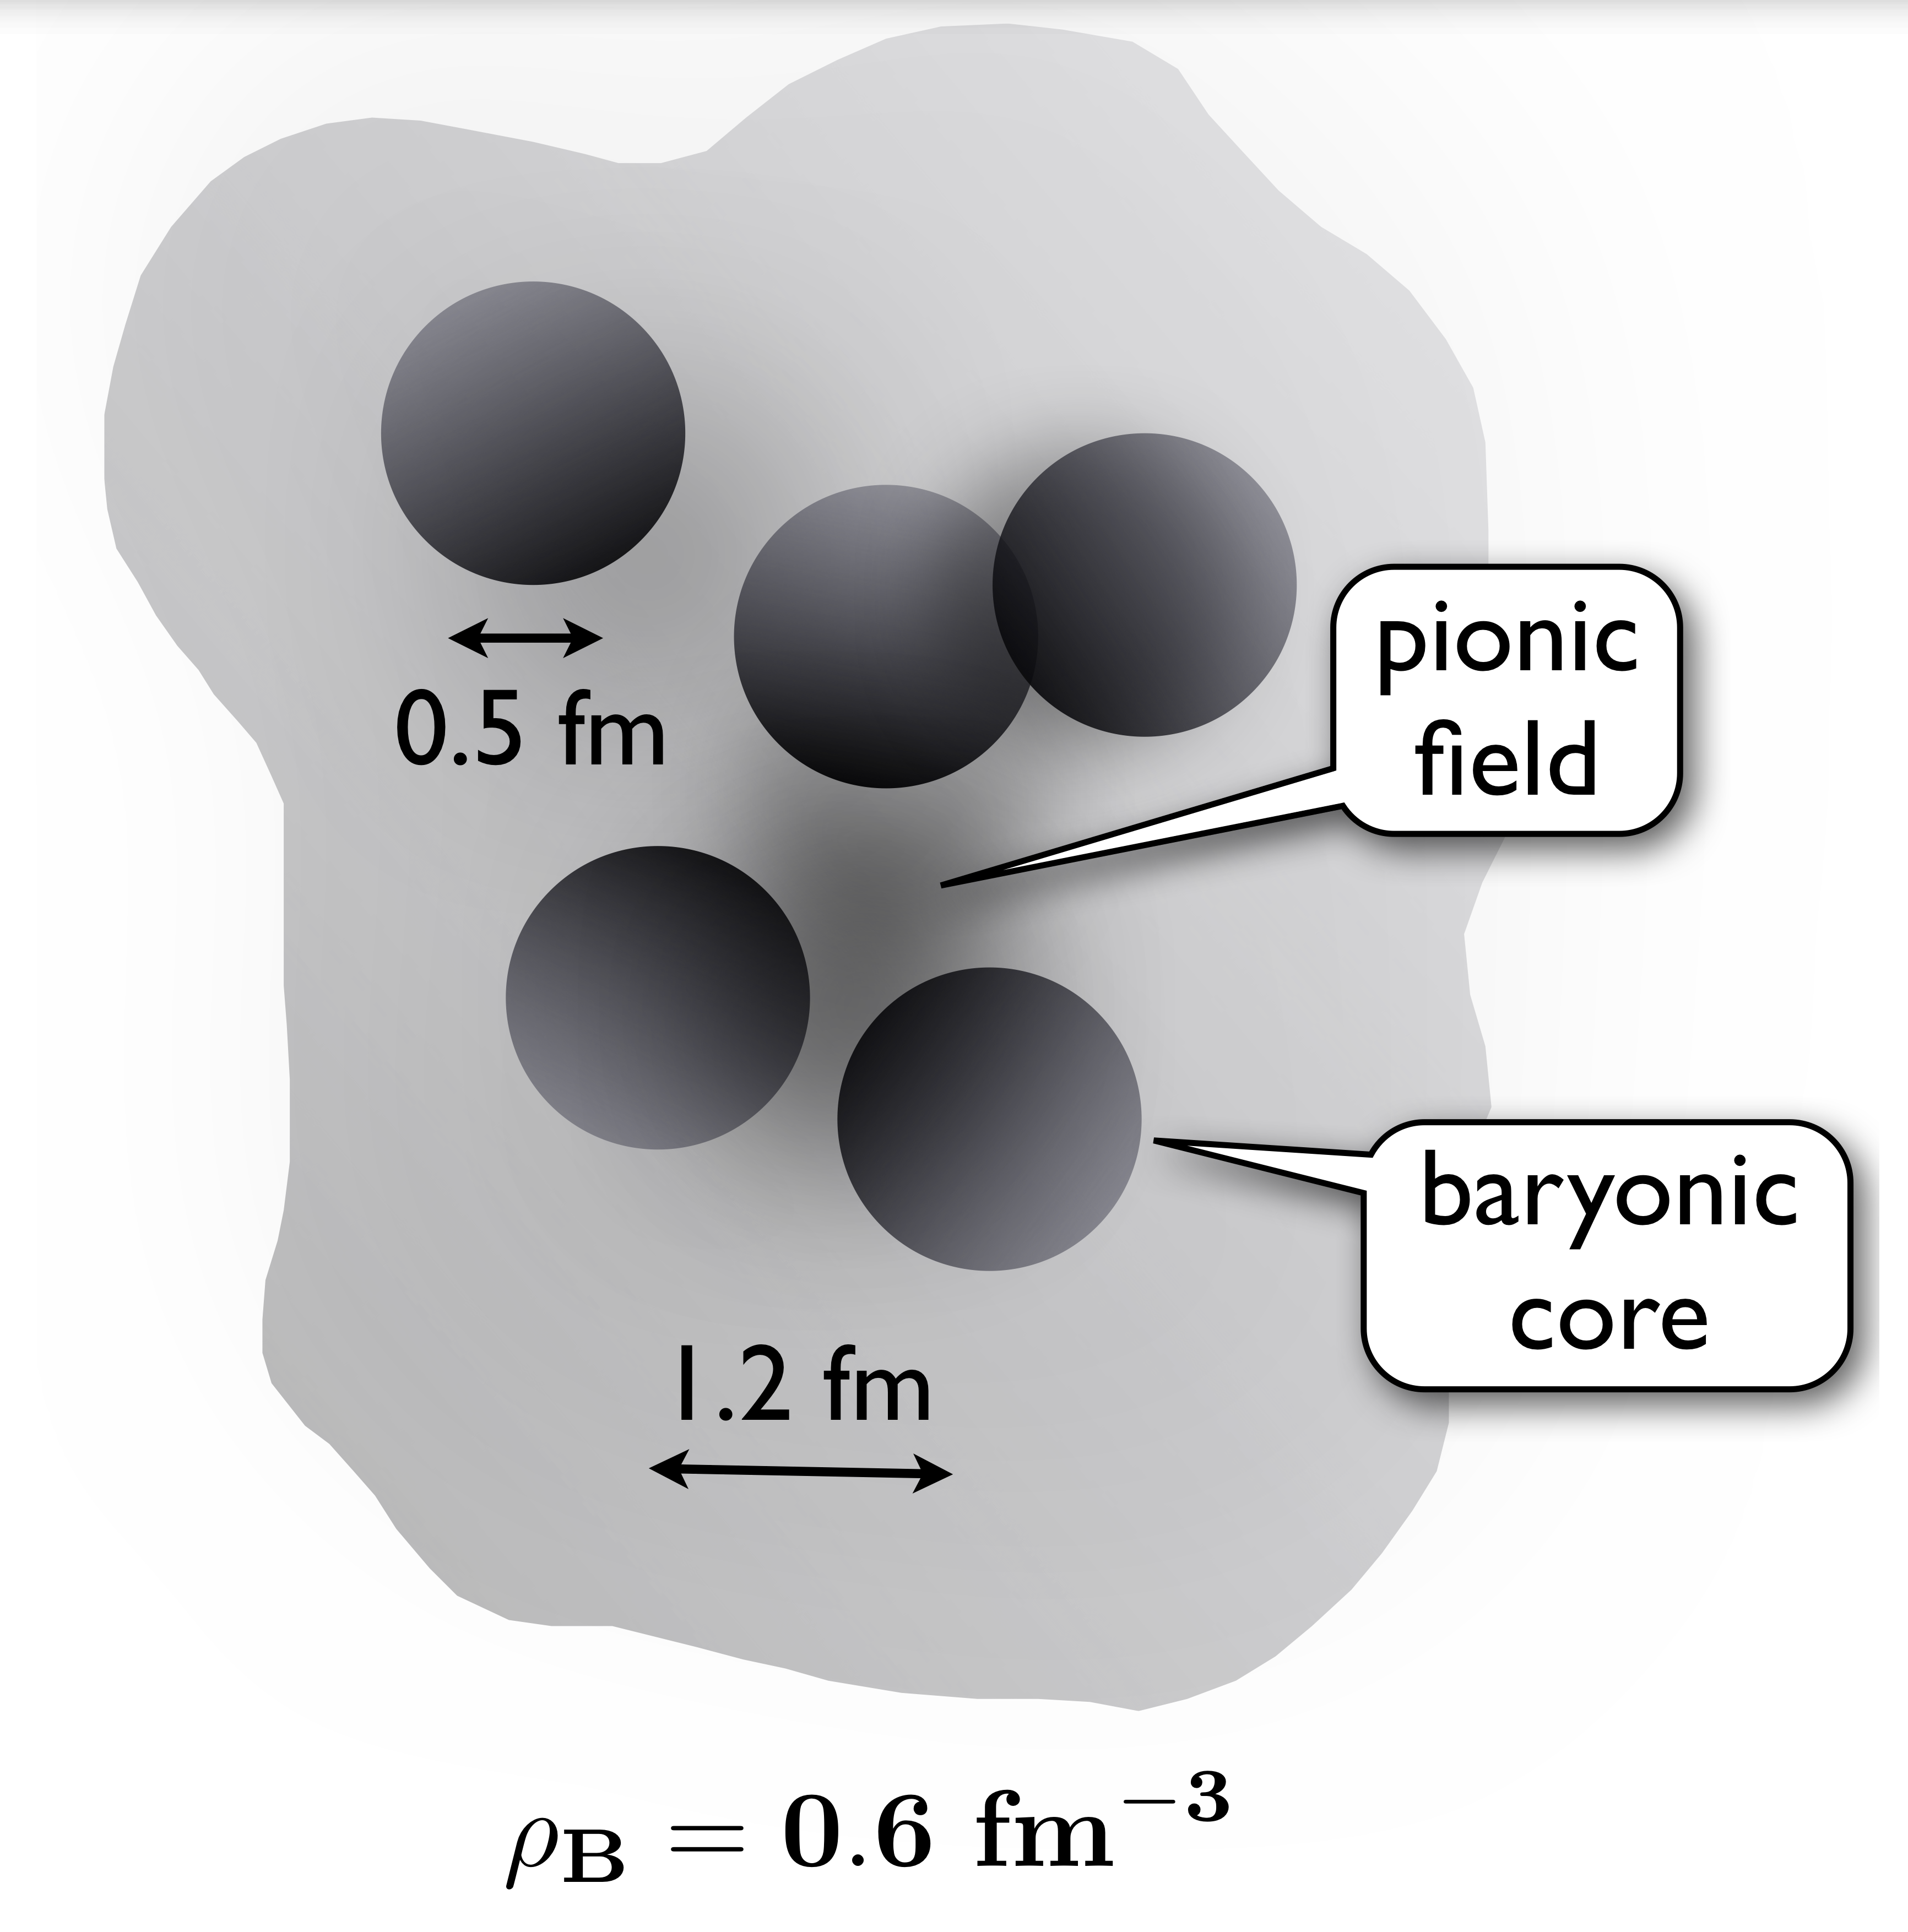 0.5 fm
pionic
field
baryonic
core
1.2 fm
ρB = 0.6 fm−3